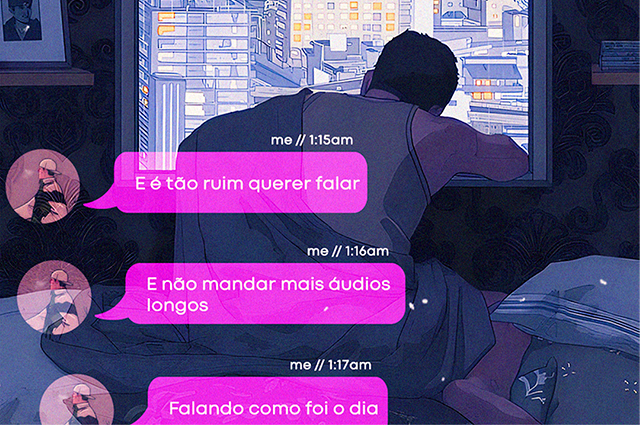 me // 1:15am
E é tão ruim querer falar
me // 1:16am
E não mandar mais áudios
longos
me // 1:17am
Falando como foi o dia